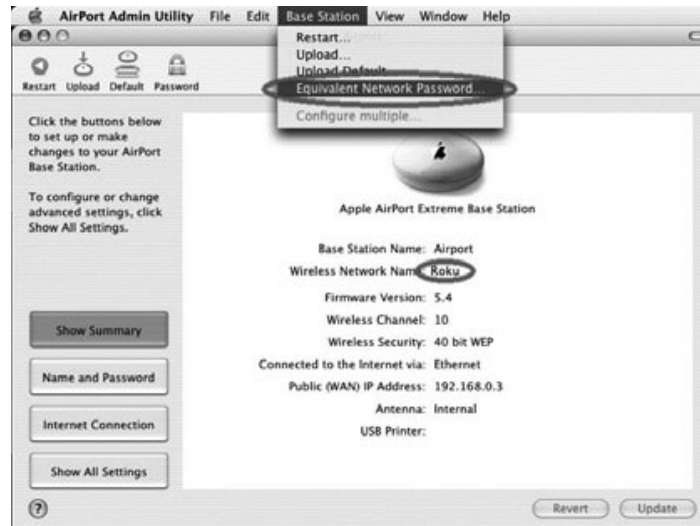 AirPort Admin Utility File Edit Base Station View Window Help
Restart...
Upload...
Upload Default
Equivalent Network Password...
Configure multiple...
Restart Upload Default Password
Click the buttons below
to set up or make
changes to your AirPort
Base Station.
To configure or change
advanced settings, click
Show All Settings.
Show Summary
Name and Password
Internet Connection
Show All Settings
Apple AirPort Extreme Base Station
Base Station Name: Airport
Wireless Network Name: Roku
Firmware Version: 5.4
Wireless Channel: 10
Wireless Security: 40 bit WEP
Connected to the Internet via: Ethernet
Public (WAN) IP Address: 192.168.0.3
Antenna: Internal
USB Printer:
?
Revert Update